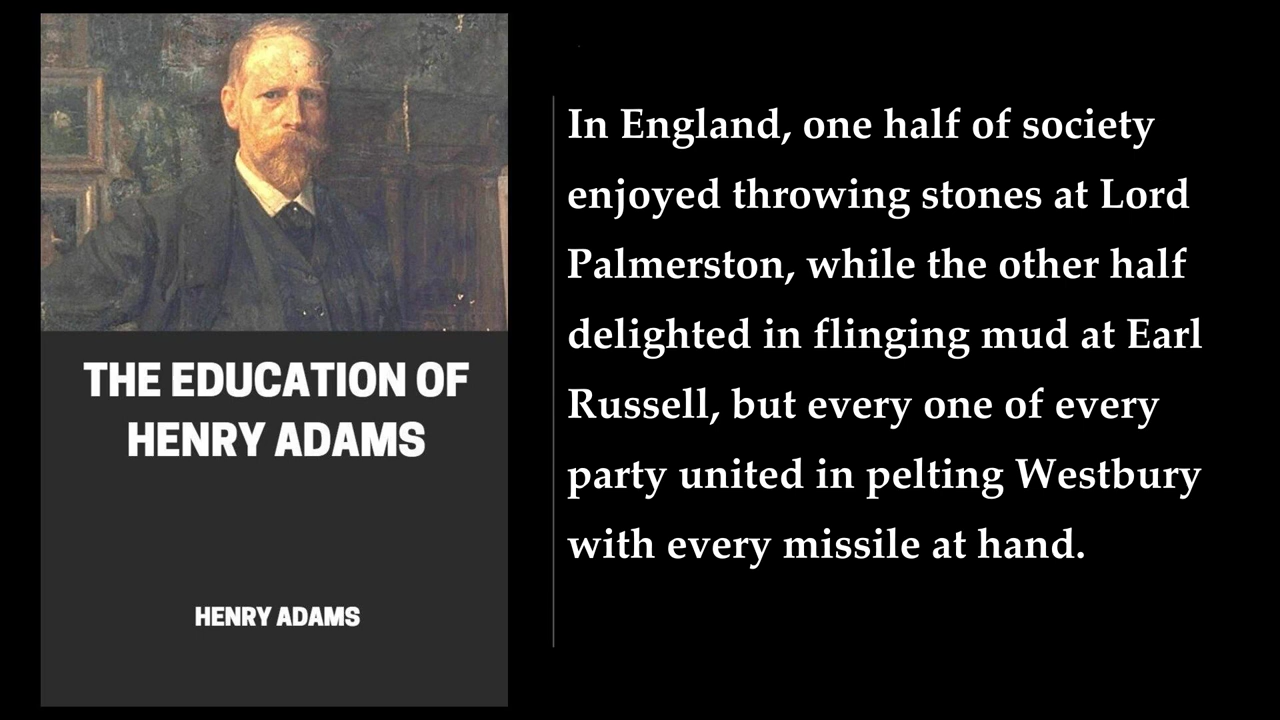 THE EDUCATION OF
HENRY ADAMS
HENRY ADAMS
In England, one half of society
enjoyed throwing stones at Lord
Palmerston, while the other half
delighted in flinging mud at Earl
Russell, but every one of every
party united in pelting Westbury
with every missile at hand.